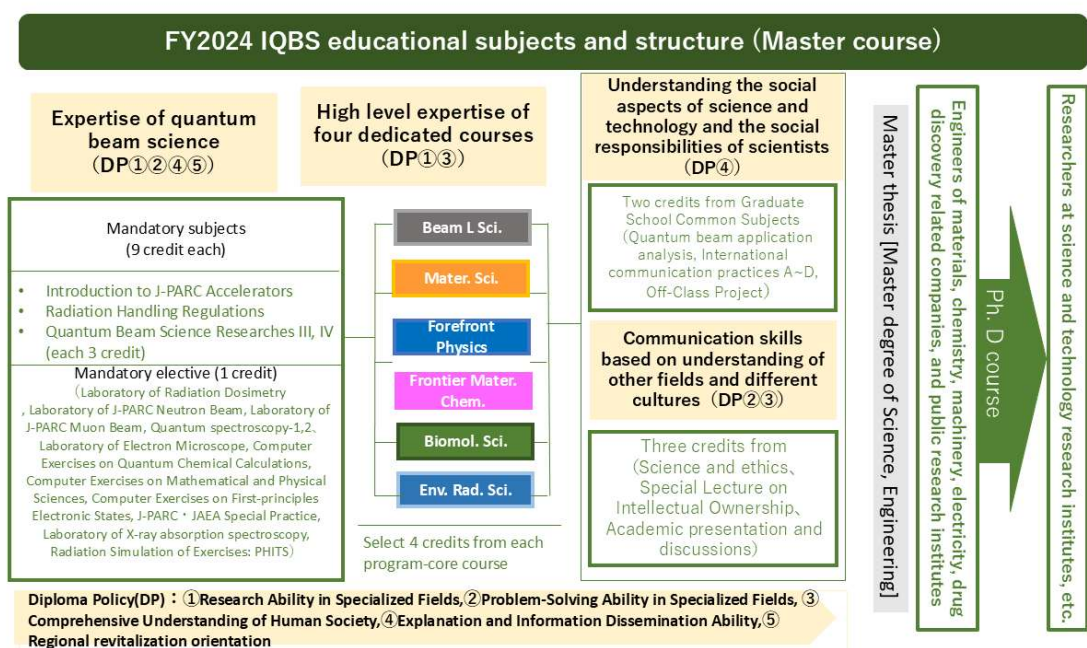 FY2024 IQBS educational subjects and structure (Master course)
Expertise of quantum
beam science
(DP①②④⑤)
Mandatory subjects
(9 credit each)
• Introduction to J-PARC Accelerators
• Radiation Handling Regulations
• Quantum Beam Science Researches III, IV
(each 3 credit)
Mandatory elective (1 credit)
(Laboratory of Radiation Dosimetry
, Laboratory of J-PARC Neutron Beam, Laboratory of
J-PARC Muon Beam, Quantum spectroscopy-1,2、
Laboratory of Electron Microscope, Computer
Exercises on Quantum Chemical Calculations,
Computer Exercises on Mathematical and Physical
Sciences, Computer Exercises on First-principles
Electronic States, J-PARC・JAEA Special Practice,
Laboratory of X-ray absorption spectroscopy,
Radiation Simulation of Exercises: PHITS)
High level expertise of
four dedicated courses
(DP①③)
Beam L Sci.
Mater. Sci.
Forefront
Physics
Frontier Mater.
Chem.
Biomol. Sci.
Env. Rad. Sci.
Select 4 credits from each
program-core course
Understanding the social
aspects of science and
technology and the social
responsibilities of scientists
(DP④)
Two credits from Graduate
School Common Subjects
(Quantum beam application
analysis, International
communication practices A~D,
Off-Class Project)
Communication skills
based on understanding of
other fields and different
cultures (DP②③)
Three credits from
(Science and ethics、
Special Lecture on
Intellectual Ownership、
Academic presentation and
discussions)
Master thesis [Master degree of Science, Engineering]
Engineers of materials, chemistry, machinery, electricity, drug
discovery related companies, and public research institutes
Ph. D course
Researchers at science and technology research institutes, etc.
Diploma Policy(DP)：①Research Ability in Specialized Fields,②Problem-Solving Ability in Specialized Fields, ③
Comprehensive Understanding of Human Society,④Explanation and Information Dissemination Ability,⑤
Regional revitalization orientation